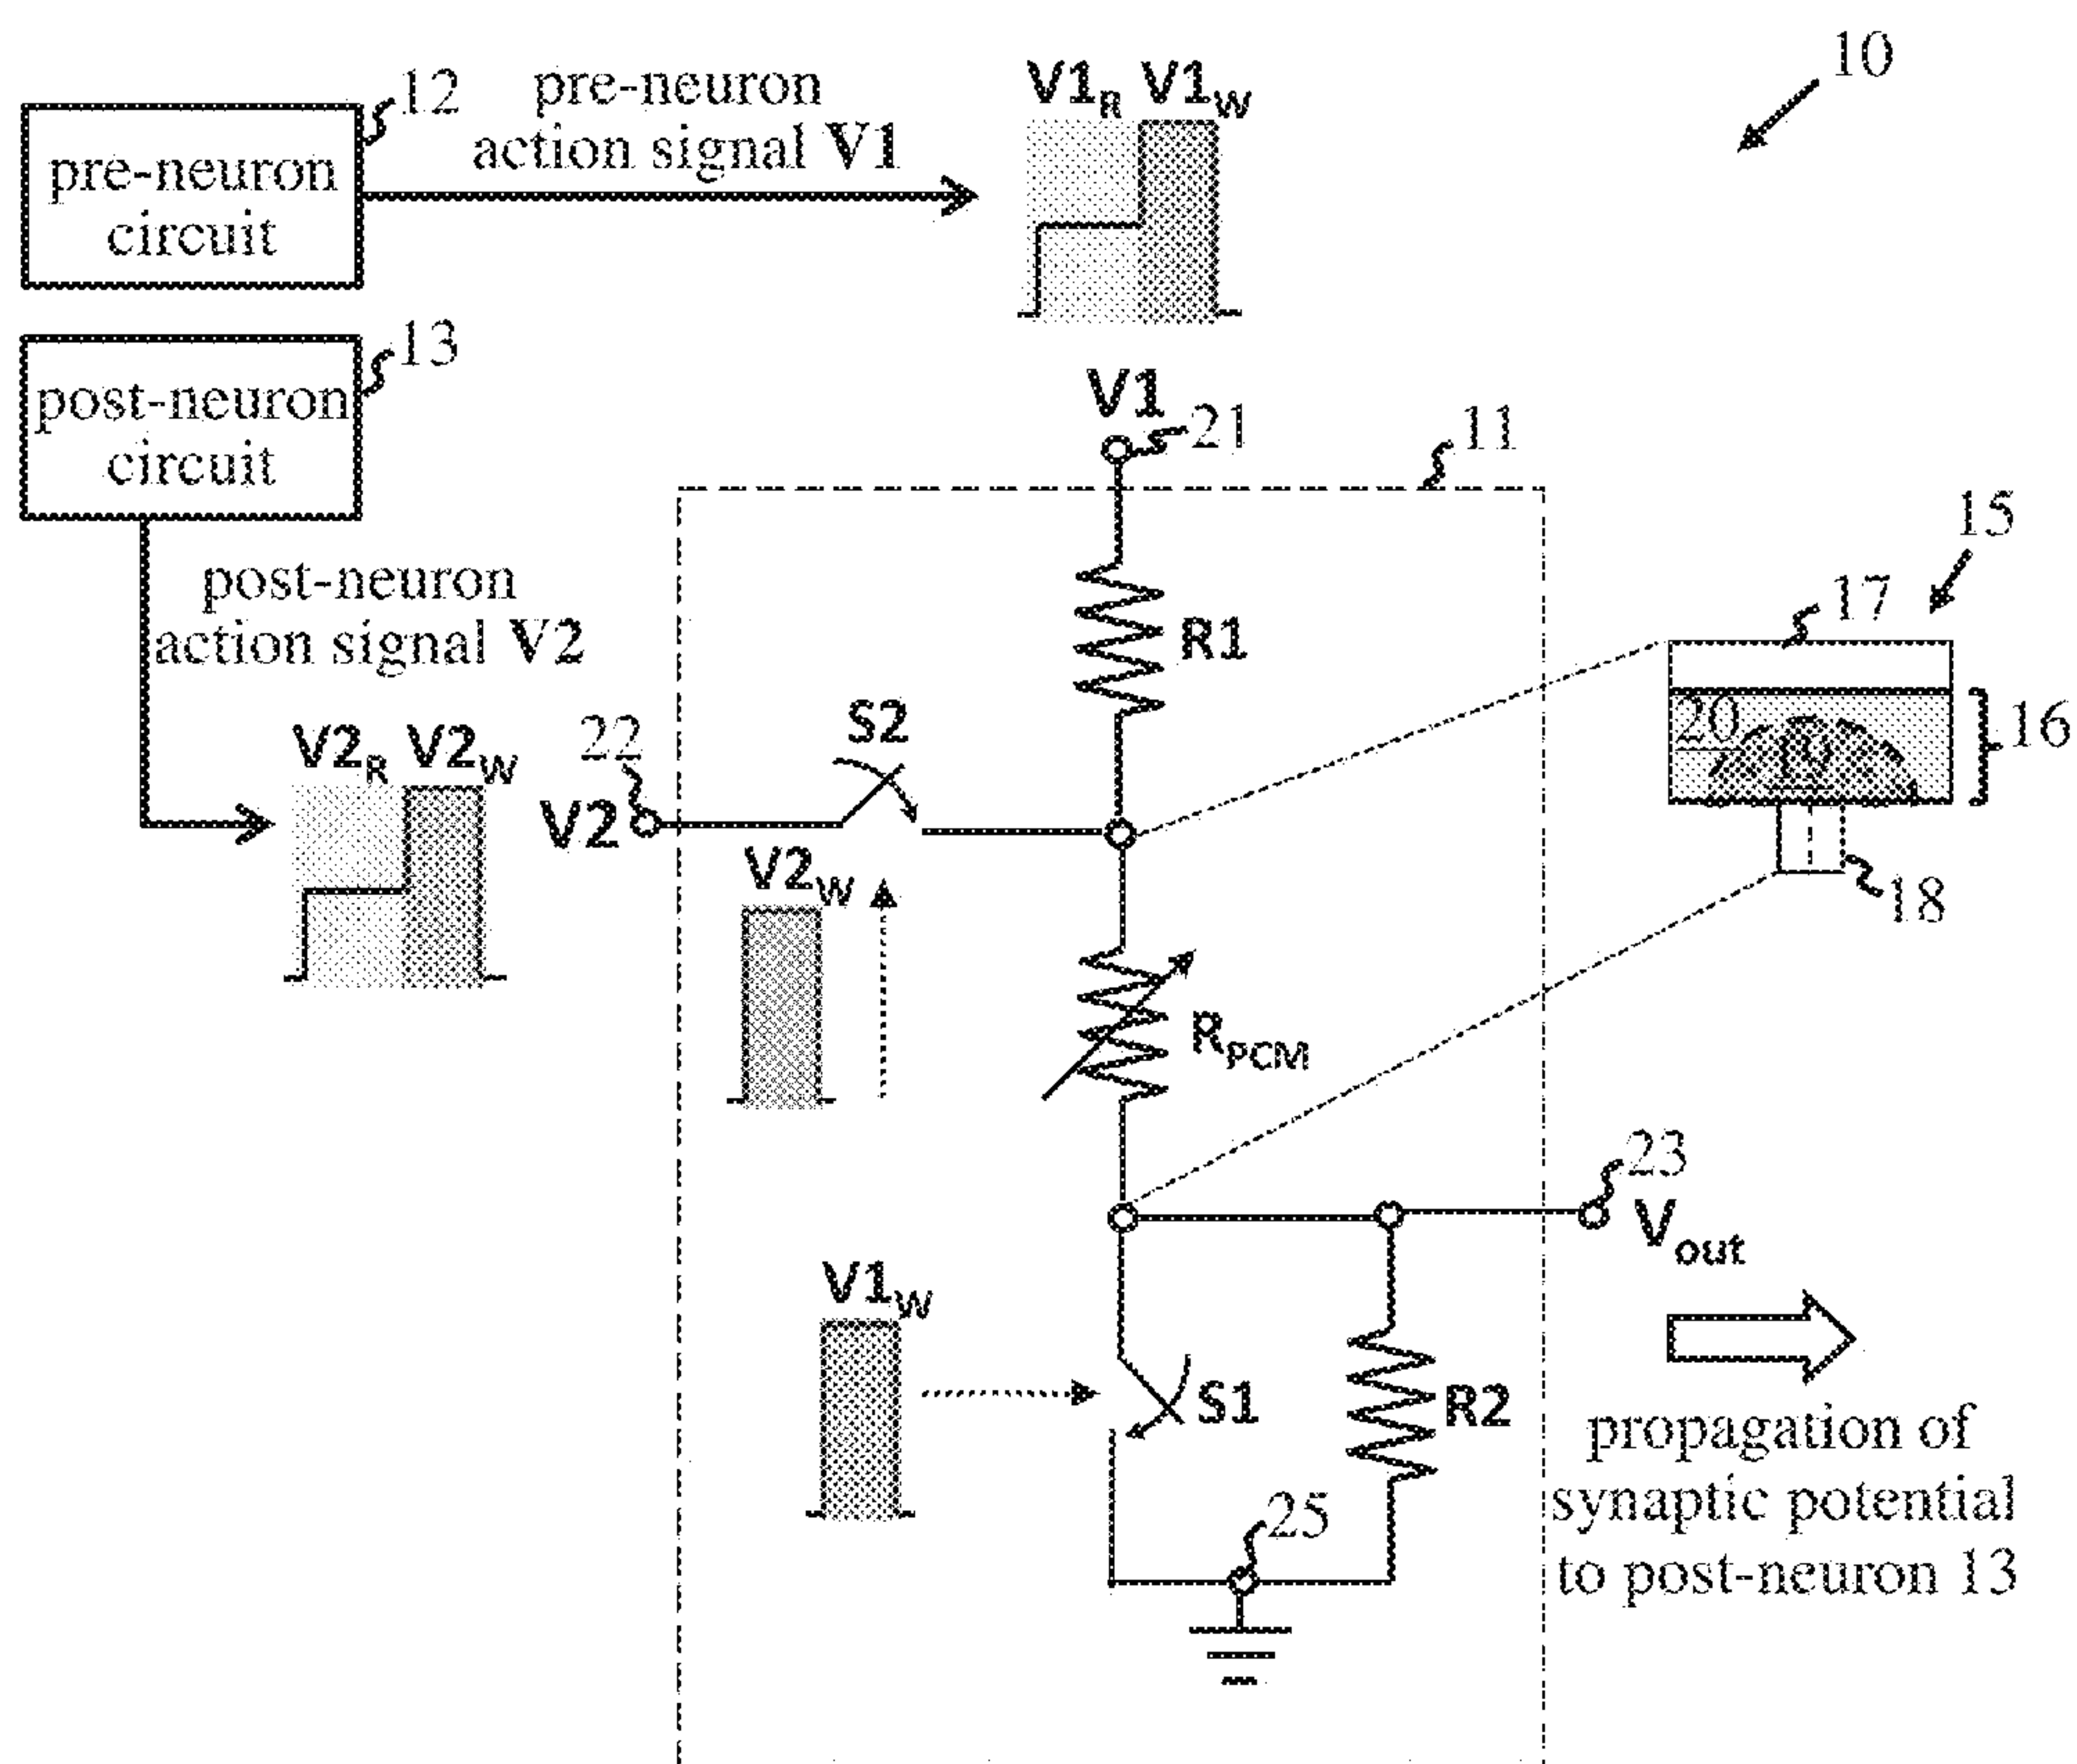 10
12
pre-neuron
action signal V1
V1R V1W
pre-neuron
circuit
13
post-neuron
circuit
V1
21
11
15
post-neuron
action signal V2
17
R1
20
16
S2
22
V2R V2W
V2
V2W
18
RPCM
23
Vout
V1W
S1
R2
propagation of
synaptic potential
to post-neuron 13
25